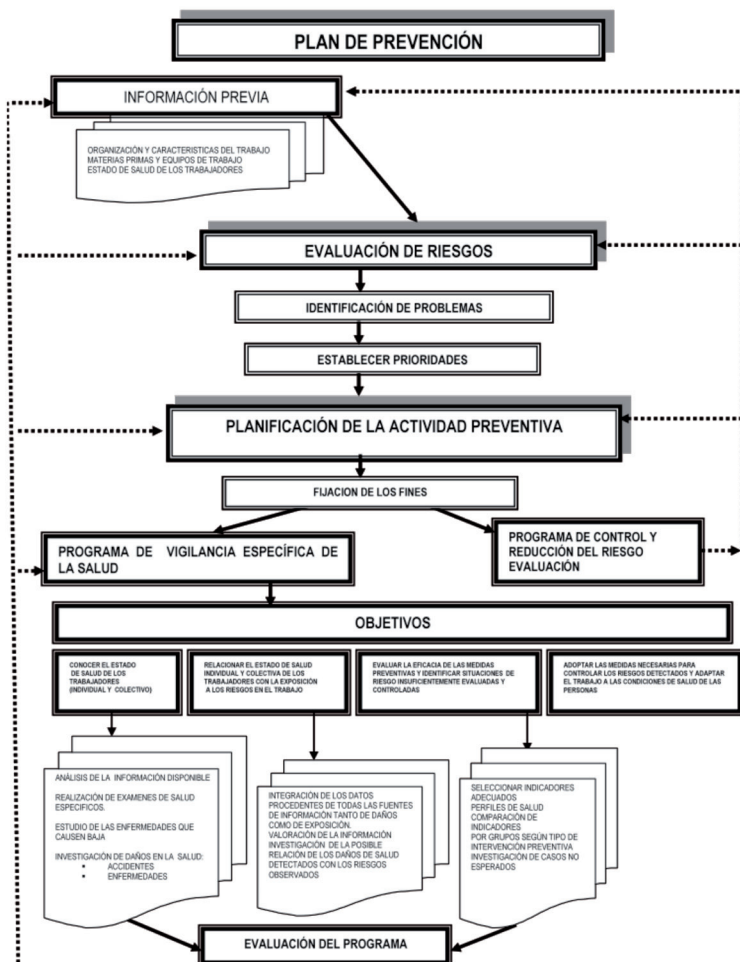 PLAN DE PREVENCIÓN
INFORMACIÓN PREVIA
ORGANIZACIÓN Y CARACTERISTICAS DEL TRABAJO
MATERIAS PRIMAS Y EQUIPOS DE TRABAJO
ESTADO DE SALUD DE LOS TRABAJADORES
EVALUACIÓN DE RIESGOS
IDENTIFICACIÓN DE PROBLEMAS
ESTABLECER PRIORIDADES
PLANIFICACIÓN DE LA ACTIVIDAD PREVENTIVA
FIJACION DE LOS FINES
PROGRAMA DE VIGILANCIA ESPECÍFICA DE
LA SALUD
PROGRAMA DE CONTROL Y
REDUCCIÓN DEL RIESGO
EVALUACIÓN
OBJETIVOS
CONOCER EL ESTADO
DE SALUD DE LOS
TRABAJADORES
(INDIVIDUAL Y COLECTIVO)
RELACIONAR EL ESTADO DE SALUD
INDIVIDUAL Y COLECTIVA DE LOS
TRABAJADORES CON LA EXPOSICIÓN
A LOS RIESGOS EN EL TRABAJO
EVALUAR LA EFICACIA DE LAS MEDIDAS
PREVENTIVAS E IDENTIFICAR SITUACIONES DE
RIESGO INSUFICIENTEMENTE EVALUADAS Y
CONTROLADAS
ADOPTAR LAS MEDIDAS NECESARIAS PARA
CONTROLAR LOS RIESGOS DETECTADOS Y ADAPTAR
EL TRABAJO A LAS CONDICIONES DE SALUD DE LAS
PERSONAS
ANÁLISIS DE LA INFORMACIÓN DISPONIBLE
REALIZACIÓN DE EXAMENES DE SALUD
ESPECIFICOS.
ESTUDIO DE LAS ENFERMEDADES QUE
CAUSEN BAJA
INVESTIGACIÓN DE DAÑOS EN LA SALUD:
▪ ACCIDENTES
▪ ENFERMEDADES
INTEGRACIÓN DE LOS DATOS
PROCEDENTES DE TODAS LAS FUENTES
DE INFORMACIÓN TANTO DE DAÑOS
COMO DE EXPOSICIÓN.
VALORACIÓN DE LA INFORMACIÓN
INVESTIGACIÓN DE LA POSIBLE
RELACIÓN DE LOS DAÑOS DE SALUD
DETECTADOS CON LOS RIESGOS
OBSERVADOS
SELECCIONAR INDICADORES
ADECUADOS
PERFILES DE SALUD
COMPARACIÓN DE
INDICADORES
POR GRUPOS SEGÚN TIPO DE
INTERVENCIÓN PREVENTIVA
INVESTIGACIÓN DE CASOS NO
ESPERADOS
EVALUACIÓN DEL PROGRAMA